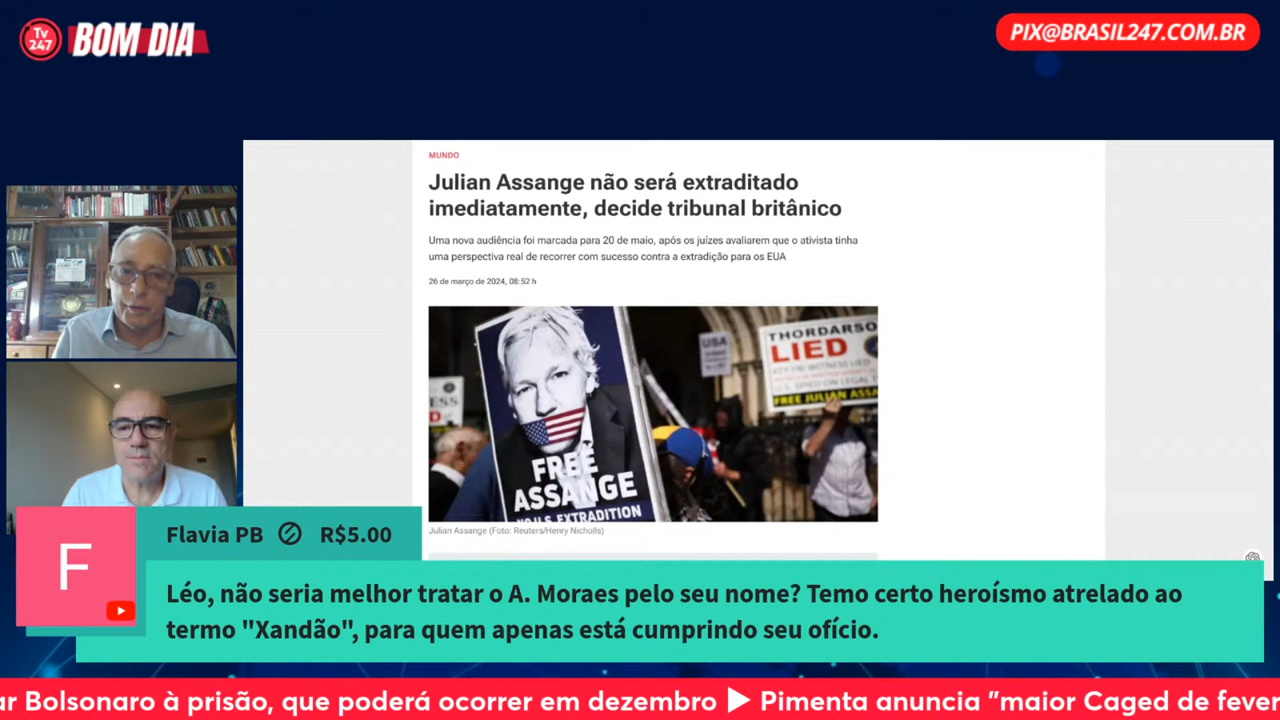 Tv 247 BOM DIA
PIX@BRASIL247.COM.BR
MUNDO
Julian Assange não será extraditado
imediatamente, decide tribunal britânico
Uma nova audiência foi marcada para 20 de maio, após os juízes avaliarem que o ativista tinha
uma perspectiva real de recorrer com sucesso contra a extradição para os EUA
26 de março de 2024, 08:52 h
THORDARSO
LIED
FREE JULIAN ASSA
USA
FREE
ASSANGE
EXTRADITION
Julian Assange (Foto: Reuters/Henry Nicholls)
F
Flavia PB R$5.00
Léo, não seria melhor tratar o A. Moraes pelo seu nome? Temo certo heroísmo atrelado ao
termo "Xandão", para quem apenas está cumprindo seu ofício.
ar Bolsonaro à prisão, que poderá ocorrer em dezembro ▶ Pimenta anuncia "maior Caged de fever